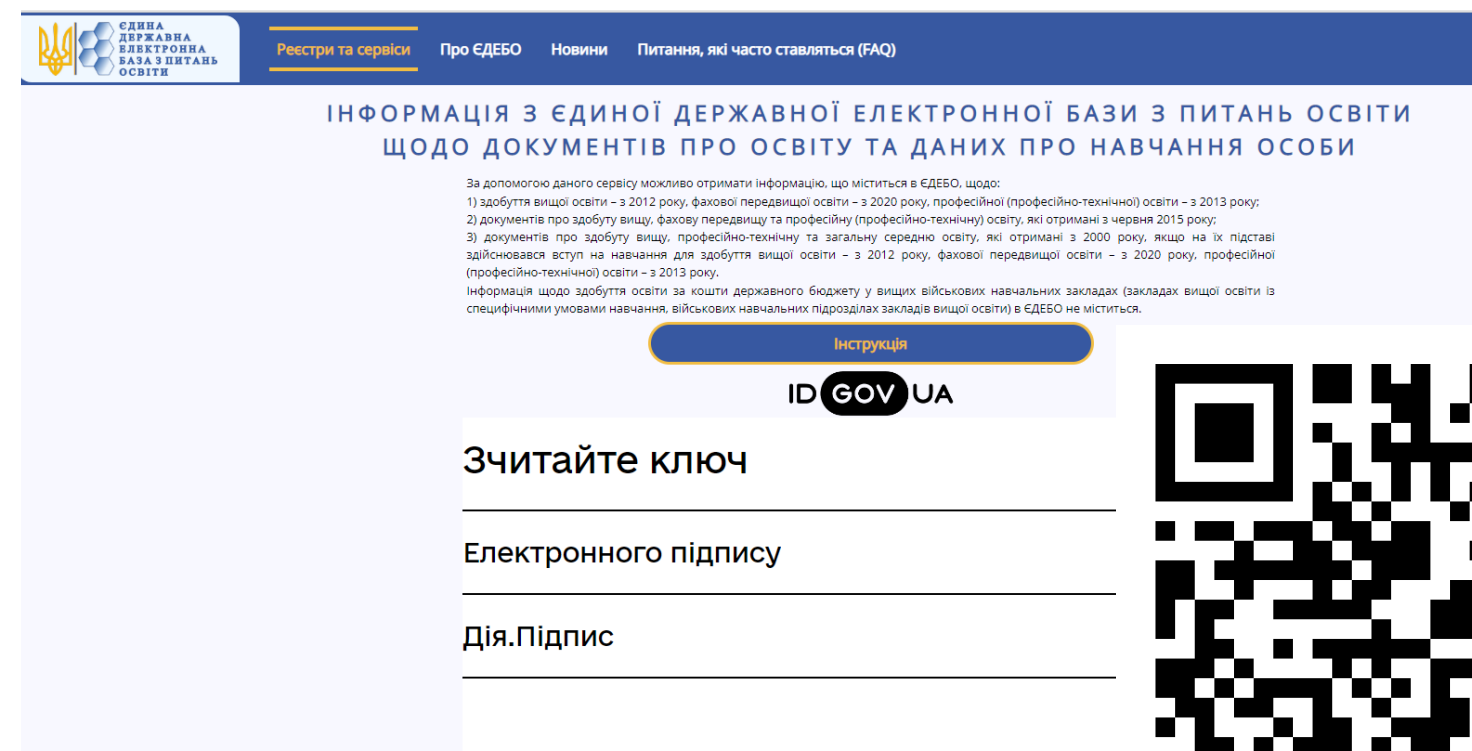 ЄДИНА
ДЕРЖАВНА
ЕЛЕКТРОННА
БАЗА З ПИТАНЬ
ОСВІТИ
Реєстри та сервіси Про ЄДЕБО Новини Питання, які часто ставляться (FAQ)
ІНФОРМАЦІЯ З ЄДИНОЇ ДЕРЖАВНОЇ ЕЛЕКТРОННОЇ БАЗИ З ПИТАНЬ ОСВІТИ
ЩОДО ДОКУМЕНТІВ ПРО ОСВІТУ ТА ДАНИХ ПРО НАВЧАННЯ ОСОБИ
За допомогою даного сервісу можливо отримати інформацію, що міститься в ЄДЕБО, щодо:
1) здобуття вищої освіти – з 2012 року, фахової передвищої освіти – з 2020 року, професійної (професійно-технічної) освіти – з 2013 року;
2) документів про здобуту вищу, фахову передвищу та професійну (професійно-технічну) освіту, які отримані з червня 2015 року;
3) документів про здобуту вищу, професійно-технічну та загальну середню освіту, які отримані з 2000 року, якщо на їх підставі
здійснювався вступ на навчання для здобуття вищої освіти – з 2012 року, фахової передвищої освіти – з 2020 року, професійної
(професійно-технічної) освіти – з 2013 року.
Інформація щодо здобуття освіти за кошти державного бюджету у вищих військових навчальних закладах (закладах вищої освіти із
специфічними умовами навчання, військових навчальних підрозділах закладів вищої освіти) в ЄДЕБО не міститься.
Інструкція
ID GOV UA
Зчитайте ключ
Електронного підпису
Дія.Підпис